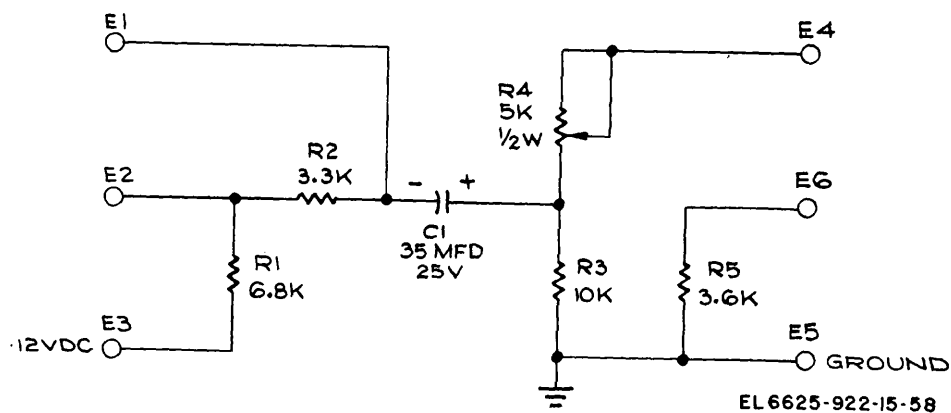 E1
E4
R4
5K
1/2W
R2
3.3K
E2
E6
- +
C1
35 MFD
25V
R1
6.8K
R3
10K
R5
3.6K
E3
E5
-12VDC
GROUND
EL6625-922-15-58